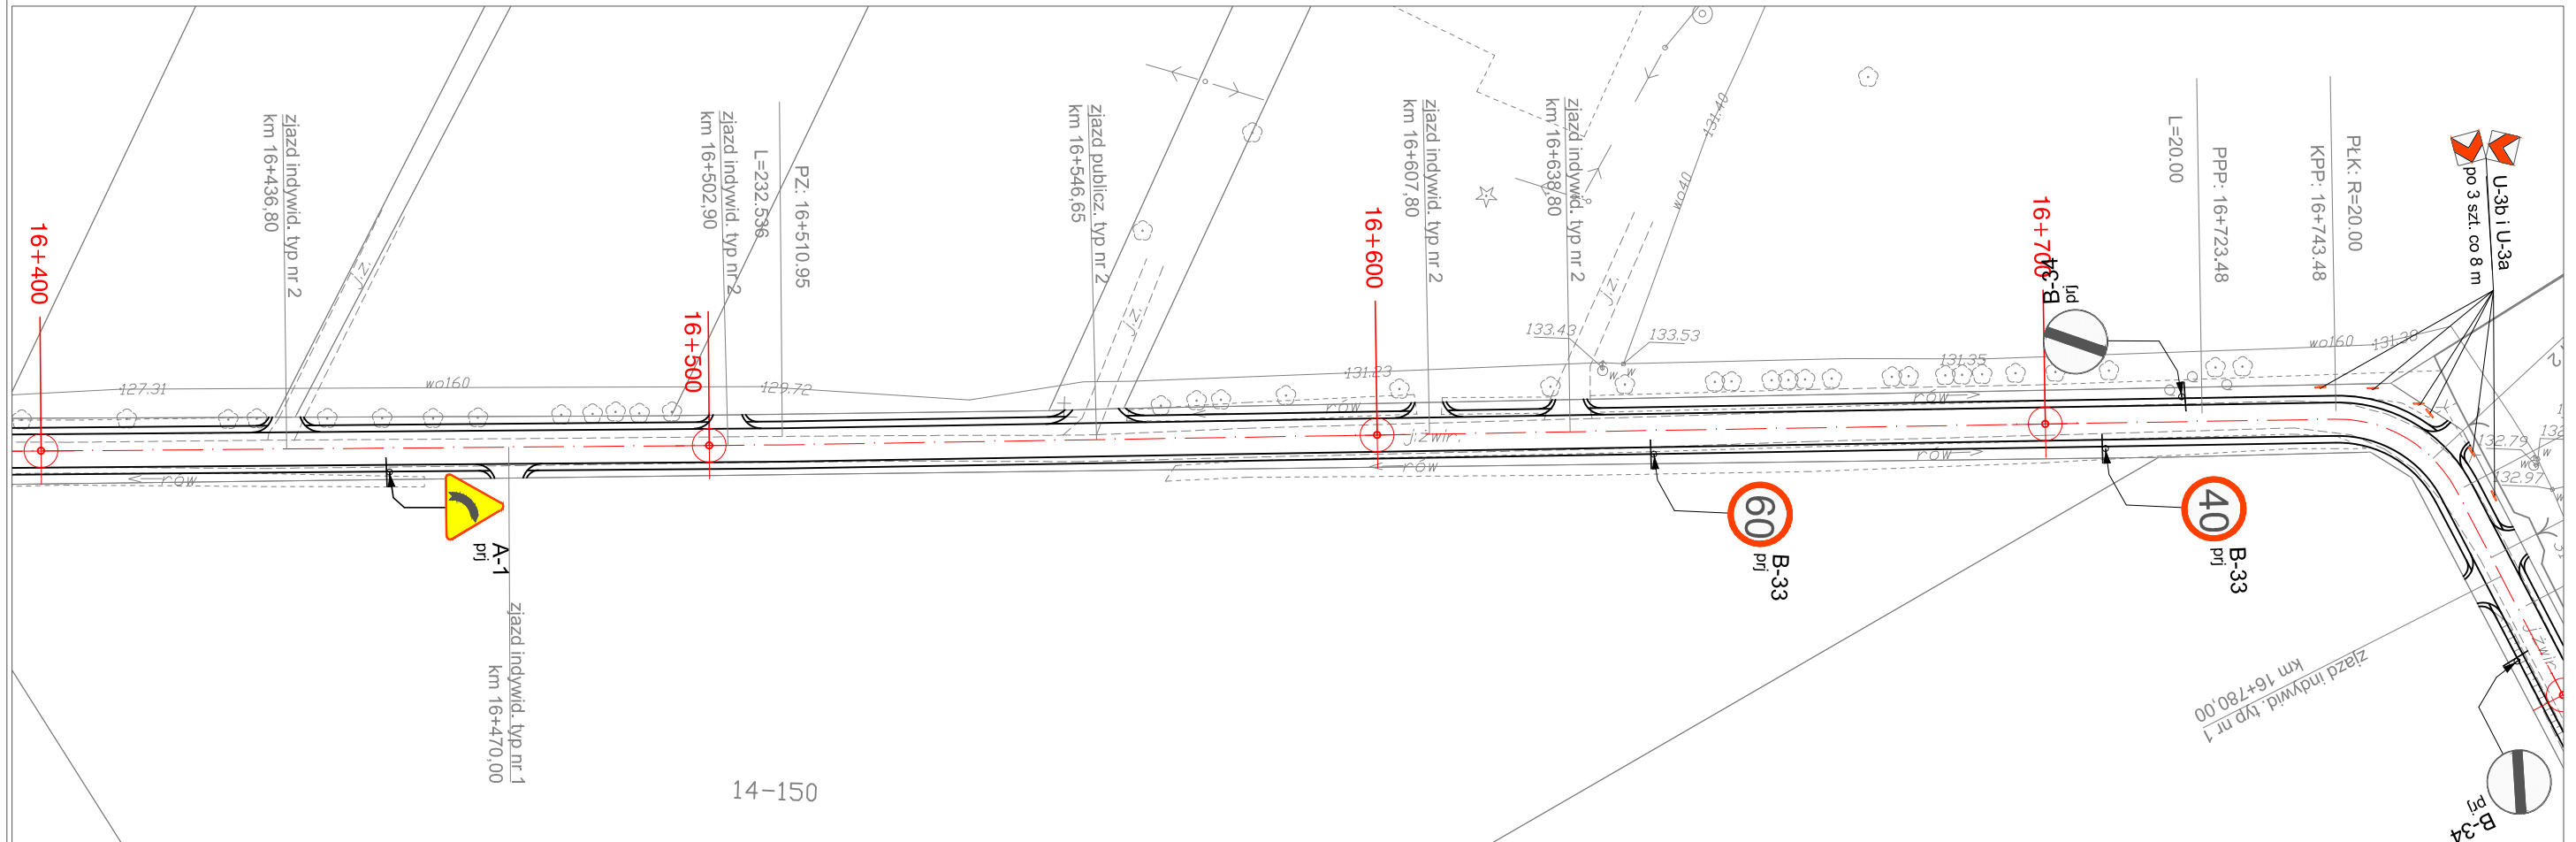 16+400
zjazd indywid. typ nr 2
km 16+436,80
J.Z.
127.31
wo160
16+500
zjazd indywid. typ nr 2
km 16+502,90
L=232.536
PZ: 16+510.95
129.72
zjazd publicz. typ nr 2
km 16+546,65
J.Z.
16+600
131.23
rów
zjazd indywid. typ nr 2
km 16+607,80
zjazd indywid. typ nr 2
km 16+638,80
J.Z.
131.40
wo40
133.43
133.53
w
w
j.żwir.
16+700
B-34
prj
131.35
rów
L=20.00
PPP: 16+723.48
KPP: 16+743.48
PŁK: R=20.00
wo160
131.38
U-3b i U-3a
po 3 szt. co 8 m
132.79
132.97
w
w
rów
A-1
prj
zjazd indywid. typ nr 1
km 16+470,00
rów
60
B-33
prj
rów
40
B-33
prj
zjazd indywid. typ nr 1
km 16+780,00
j.żwir.
B-34
prj
14-150